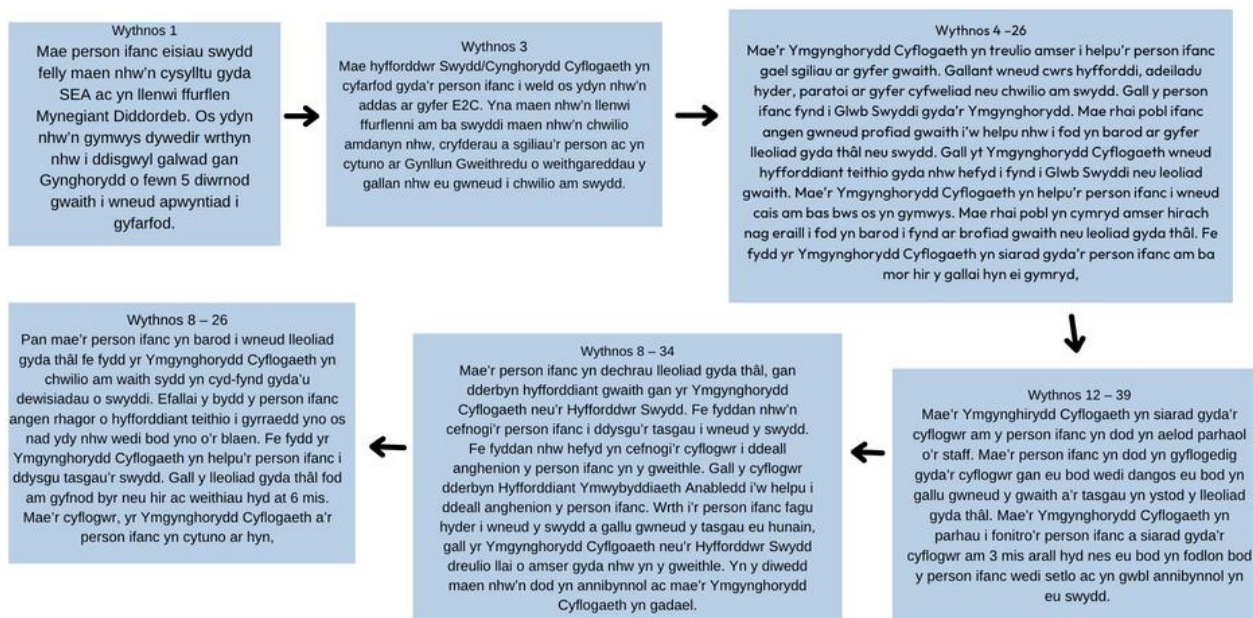 Wythnos 1
Mae person ifanc eisiau swydd
felly maen nhw'n cysylltu gyda
SEA ac yn llenwi ffurflen
Mynegiant Diddordeb. Os ydyn
nhw'n gymwys dywedir wrthyn
nhw i ddisgwyl galwad gan
Gynghorydd o fewn 5 diwrnod
gwaith i wneud apwyntiad i
gyfarfod.
Wythnos 3
Mae hyfforddwr Swydd/Cynghorydd Cyflogaeth yn
cyfarfod gyda'r person ifanc i weld os ydyn nhw'n
addas ar gyfer E2C. Yna maen nhw'n llenwi
ffurflenni am ba swyddi maen nhw'n chwilio
amdanyn nhw, cryfderau a sgiliau'r person ac yn
cytuno ar Gynllun Gweithredu o weithgareddau y
gallan nhw eu gwneud i chwilio am swydd.
Wythnos 4 –26
Mae'r Ymgynghorydd Cyflogaeth yn treulio amser i helpu'r person ifanc
gael sgiliau ar gyfer gwaith. Gallant wneud cwrs hyfforddi, adeiladu
hyder, paratoi ar gyfer cyfweliad neu chwilio am swydd. Gall y person
ifanc fynd i Glwb Swyddi gyda'r Ymgynghorydd. Mae rhai pobl ifanc
angen gwneud profiad gwaith i'w helpu nhw i fod yn barod ar gyfer
lleoliad gyda thâl neu swydd. Gall yt Ymgynghorydd Cyflogaeth wneud
hyfforddiant teithio gyda nhw hefyd i fynd i Glwb Swyddi neu leoliad
gwaith. Mae'r Ymgynghorydd Cyflogaeth yn helpu'r person ifanc i wneud
cais am bas bws os yn gymwys. Mae rhai pobl yn cymryd amser hirach
nag eraill i fod yn barod i fynd ar brofiad gwaith neu leoliad gyda thâl. Fe
fydd yr Ymgynghorydd Cyflogaeth yn siarad gyda'r person ifanc am ba
mor hir y gallai hyn ei gymryd,
Wythnos 12 – 39
Mae'r Ymgynghirydd Cyflogaeth yn siarad gyda'r
cyflogwr am y person ifanc yn dod yn aelod parhaol
o'r staff. Mae'r person ifanc yn dod yn gyflogedig
gyda'r cyflogwr gan eu bod wedi dangos eu bod yn
gallu gwneud y gwaith a'r tasgau yn ystod y lleoliad
gyda thâl. Mae'r Ymgynghorydd Cyflogaeth yn
parhau i fonitro'r person ifanc a siarad gyda'r
cyflogwr am 3 mis arall hyd nes eu bod yn fodlon bod
y person ifanc wedi setlo ac yn gwbl annibynnol yn
eu swydd.
Wythnos 8 – 34
Mae'r person ifanc yn dechrau lleoliad gyda thâl, gan
dderbyn hyfforddiant gwaith gan yr Ymgynghorydd
Cyflogaeth neu'r Hyfforddwr Swydd. Fe fyddan nhw'n
cefnogi'r person ifanc i ddysgu'r tasgau i wneud y swydd.
Fe fyddan nhw hefyd yn cefnogi'r cyflogwr i ddeall
anghenion y person ifanc yn y gweithle. Gall y cyflogwr
dderbyn Hyfforddiant Ymwybyddiaeth Anabledd i'w helpu i
ddeall anghenion y person ifanc. Wrth i'r person ifanc fagu
hyder i wneud y swydd a gallu gwneud y tasgau eu hunain,
gall yr Ymgynghorydd Cyflgoaeth neu'r Hyfforddwr Swydd
dreulio llai o amser gyda nhw yn y gweithle. Yn y diwedd
maen nhw'n dod yn annibynnol ac mae'r Ymgynghorydd
Cyflogaeth yn gadael.
Wythnos 8 – 26
Pan mae'r person ifanc yn barod i wneud lleoliad
gyda thâl fe fydd yr Ymgynghorydd Cyflogaeth yn
chwilio am waith sydd yn cyd-fynd gyda'u
dewisiadau o swyddi. Efallai y bydd y person ifanc
angen rhagor o hyfforddiant teithio i gyrraedd yno os
nad ydy nhw wedi bod yno o'r blaen. Fe fydd yr
Ymgynghorydd Cyflogaeth yn helpu'r person ifanc i
ddysgu tasgau'r swydd. Gall y lleoliad gyda thâl fod
am gyfnod byr neu hir ac weithiau hyd at 6 mis.
Mae'r cyflogwr, yr Ymgynghorydd Cyflogaeth a'r
person ifanc yn cytuno ar hyn,